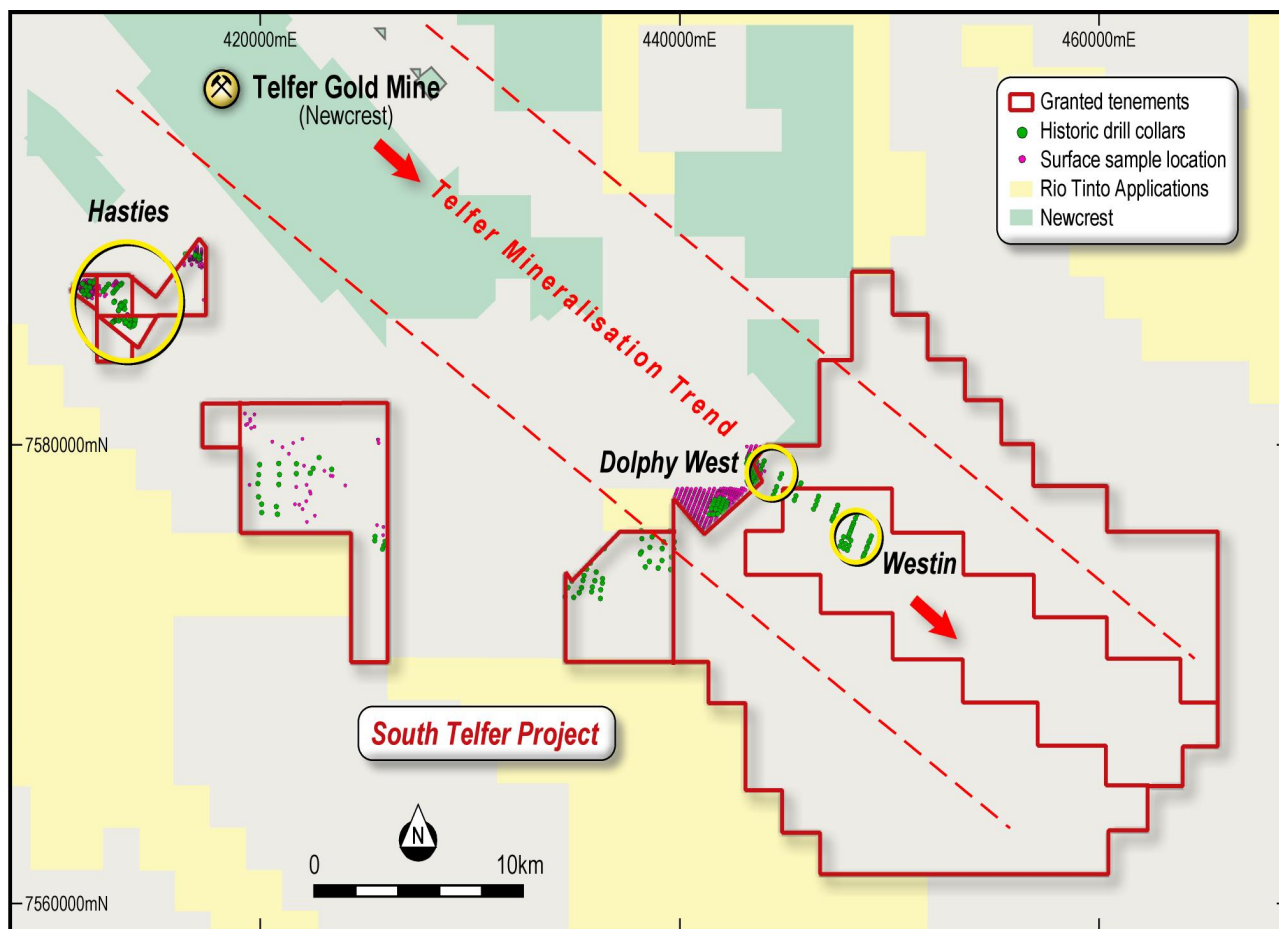 420000mE
440000mE
460000mE
Telfer Gold Mine
(Newcrest)
Granted tenements
Historic drill collars
Surface sample location
Rio Tinto Applications
Newcrest
Hasties
Telfer Mineralisation Trend
7580000mN
Dolphy West
Westin
South Telfer Project
N
0 10km
7560000mN